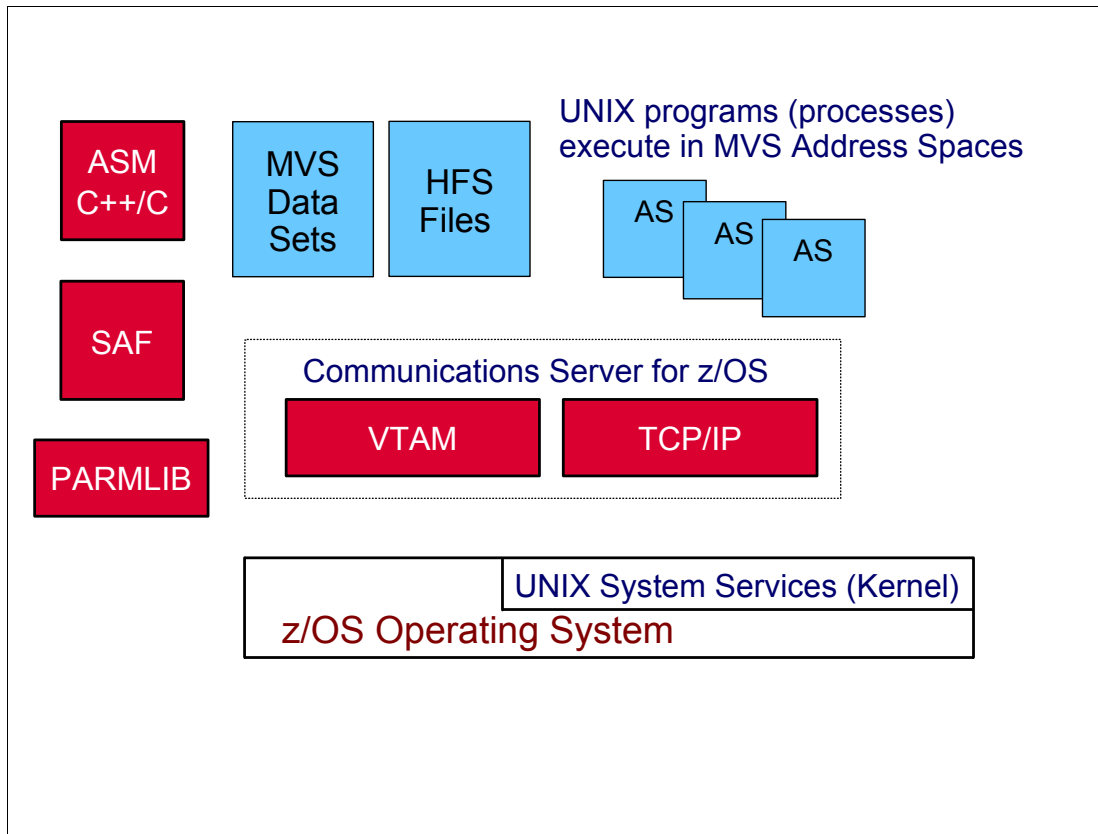 ASM
C++/C
MVS
Data
Sets
HFS
Files
UNIX programs (processes)
execute in MVS Address Spaces
AS
AS
AS
SAF
Communications Server for z/OS
VTAM
TCP/IP
PARMLIB
UNIX System Services (Kernel)
z/OS Operating System